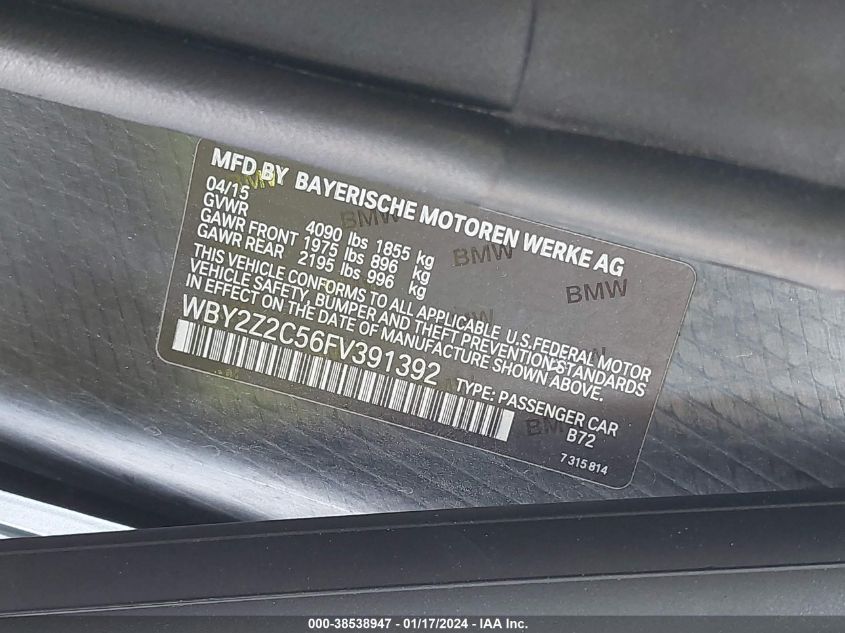 MFD BY BAYERISCHE MOTOREN WERKE AG
04/15
GVWR 4090 lbs 1855 kg
GAWR FRONT 1975 lbs 896 kg
GAWR REAR 2195 lbs 996 kg
THIS VEHICLE CONFORMS TO ALL APPLICABLE U.S. FEDERAL MOTOR
VEHICLE SAFETY, BUMPER AND THEFT PREVENTION STANDARDS
IN EFFECT ON THE DATE OF MANUFACTURE SHOWN ABOVE.
WBY2Z2C56FV391392
TYPE: PASSENGER CAR
B72
7 315 814
BMW
BMW
BMW
000-38538947 - 01/17/2024 - IAA Inc.